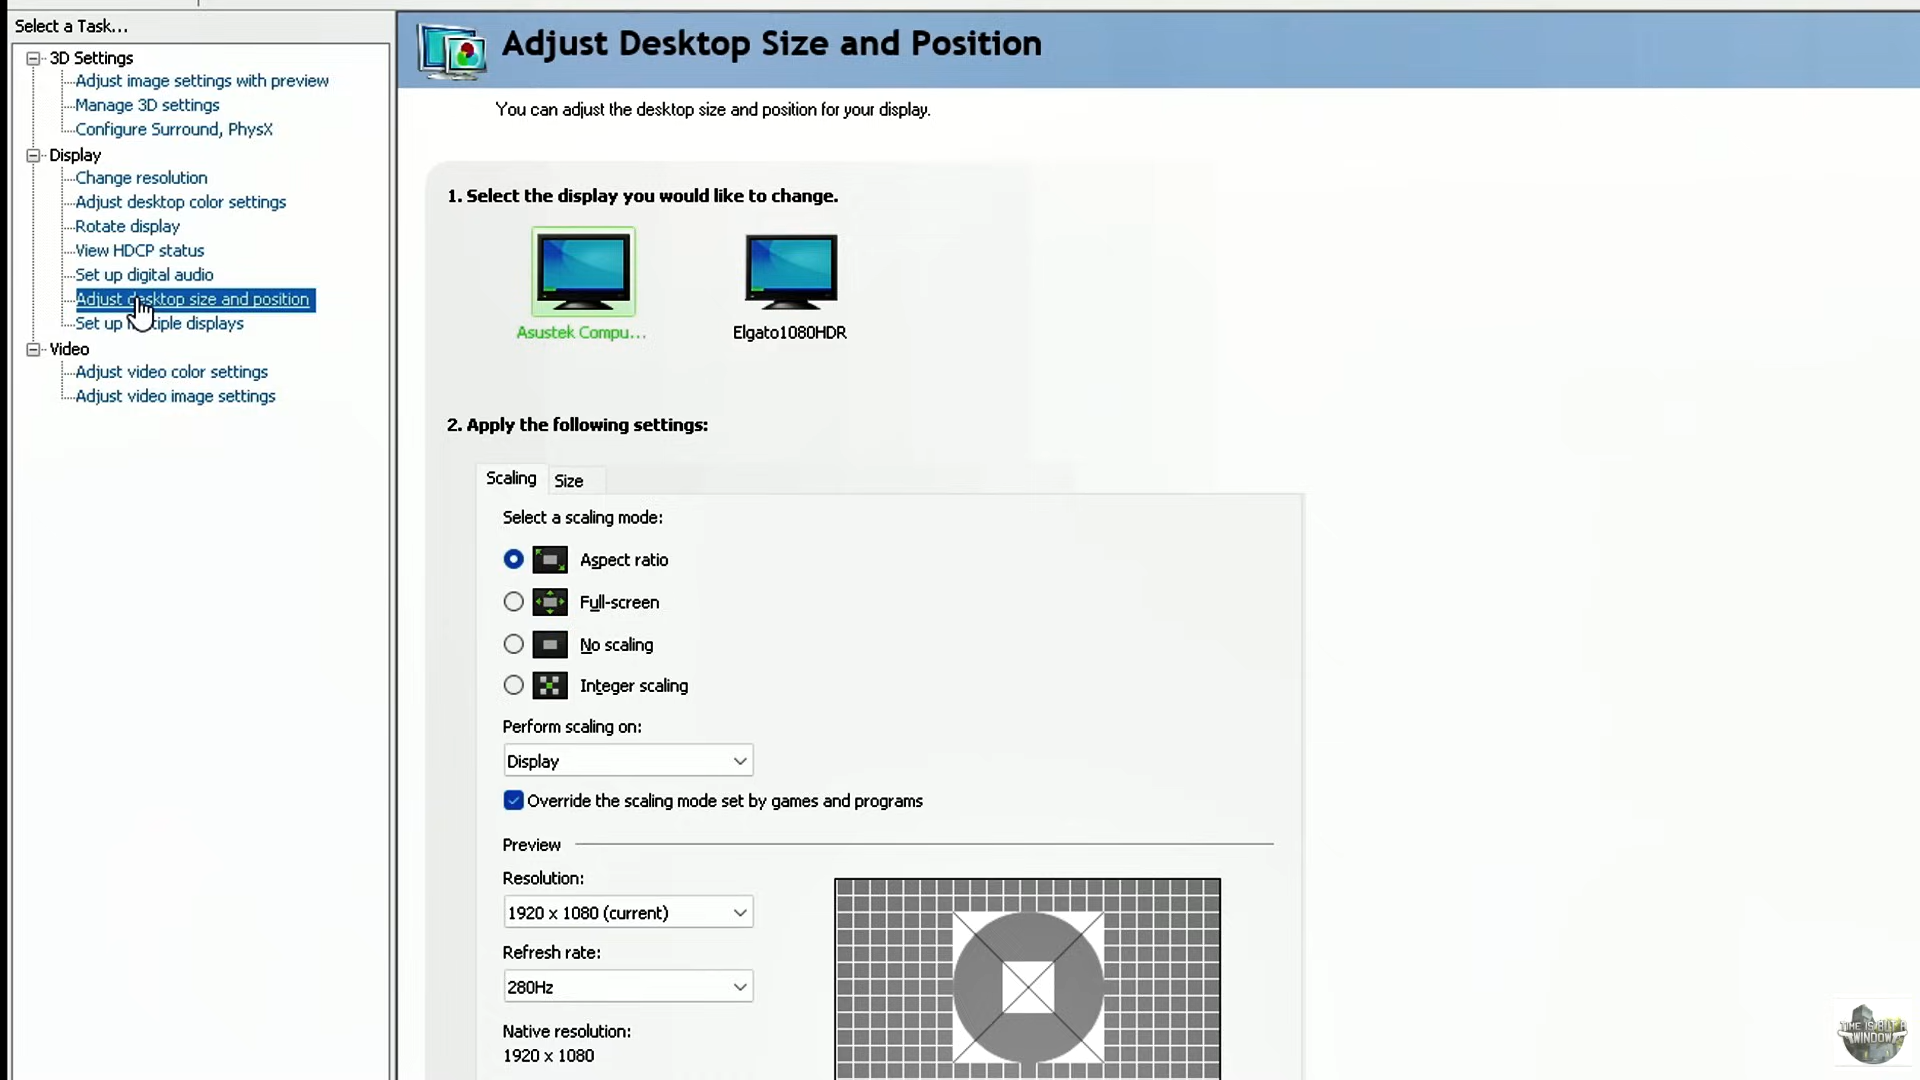 Select a Task...
3D Settings
Adjust image settings with preview
Manage 3D settings
Configure Surround, PhysX
Display
Change resolution
Adjust desktop color settings
Rotate display
View HDCP status
Set up digital audio
Adjust desktop size and position
Set up multiple displays
Video
Adjust video color settings
Adjust video image settings
Adjust Desktop Size and Position
You can adjust the desktop size and position for your display.
1. Select the display you would like to change.
Asustek Compu...
Elgato1080HDR
2. Apply the following settings:
Scaling
Size
Select a scaling mode:
Aspect ratio
Full-screen
No scaling
Integer scaling
Perform scaling on:
Display
Override the scaling mode set by games and programs
Preview
Resolution:
1920 x 1080 (current)
Refresh rate:
280Hz
Native resolution:
1920 x 1080
TIME IS BUT A
WINDOW